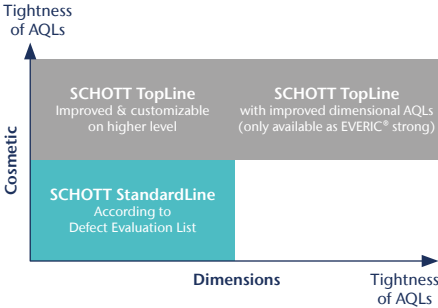 Tightness
of AQLs
SCHOTT TopLine
Improved & customizable
on higher level
SCHOTT TopLine
with improved dimensional AQLs
(only available as EVERIC® strong)
Cosmetic
SCHOTT StandardLine
According to
Defect Evaluation List
Dimensions
Tightness
of AQLs